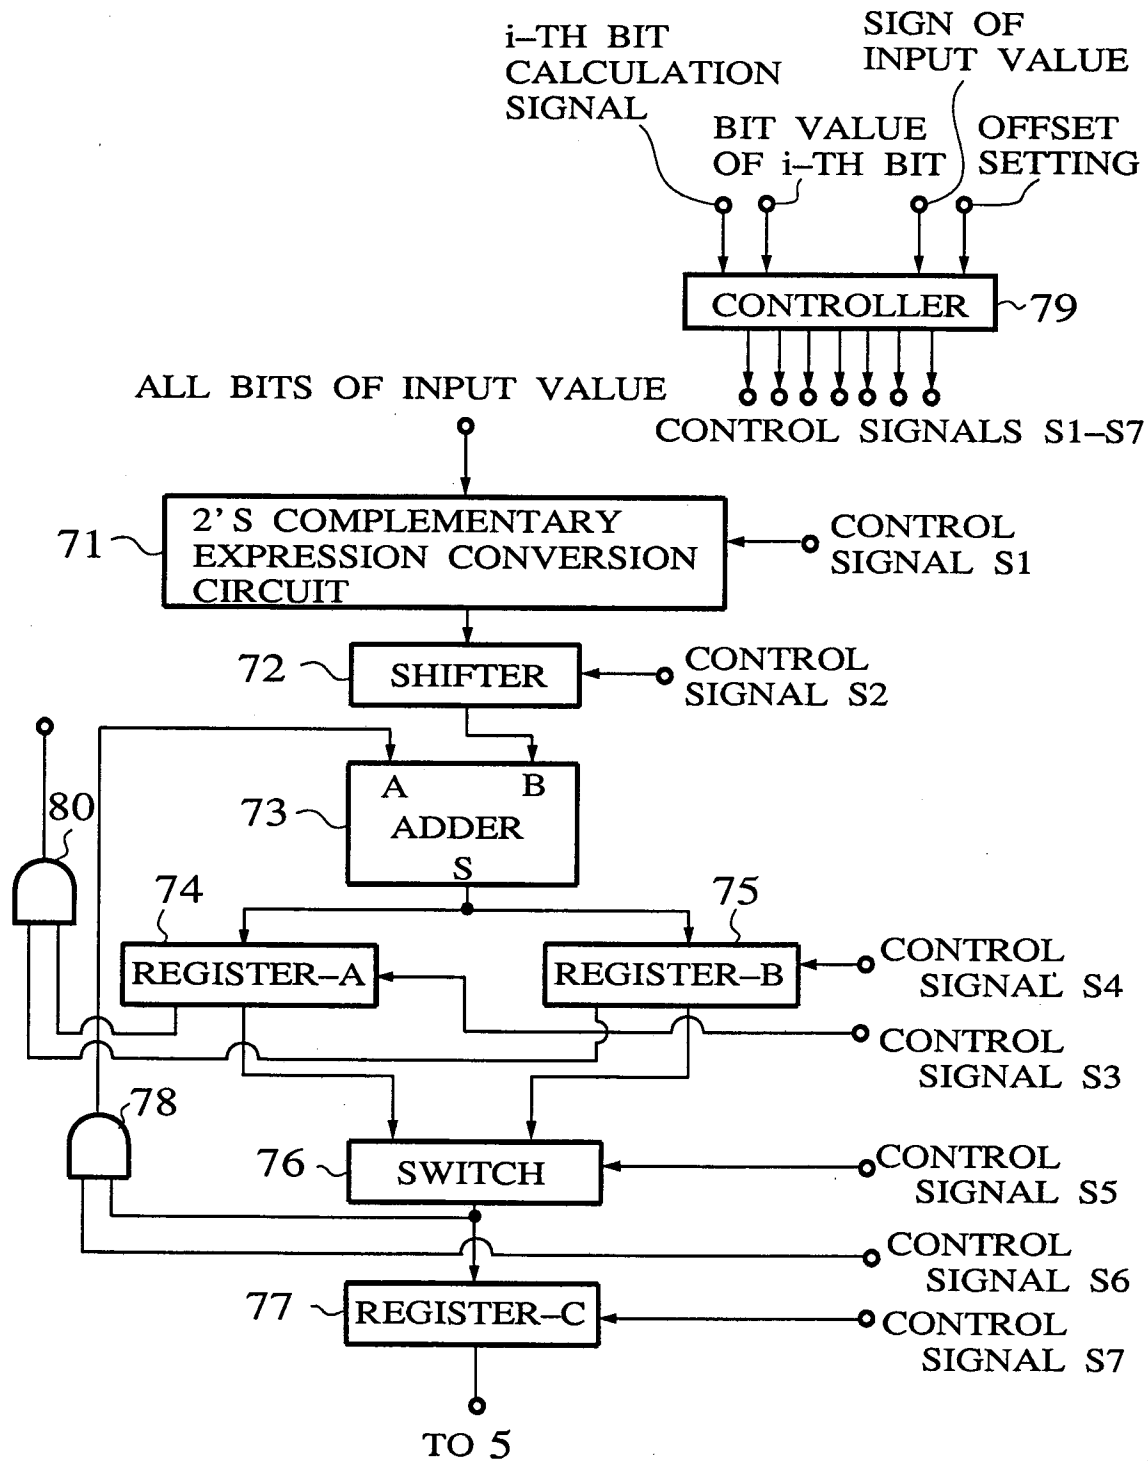 i–TH BIT
CALCULATION
SIGNAL
SIGN OF
INPUT VALUE
BIT VALUE
OF i–TH BIT
OFFSET
SETTING
CONTROLLER
79
ALL BITS OF INPUT VALUE
CONTROL SIGNALS S1–S7
71
2'S COMPLEMENTARY
EXPRESSION CONVERSION
CIRCUIT
CONTROL
SIGNAL S1
72
SHIFTER
CONTROL
SIGNAL S2
80
73
A B
ADDER
S
74
75
REGISTER–A
REGISTER–B
CONTROL
SIGNAL S4
CONTROL
SIGNAL S3
78
76
SWITCH
CONTROL
SIGNAL S5
CONTROL
SIGNAL S6
77
REGISTER–C
CONTROL
SIGNAL S7
TO 5